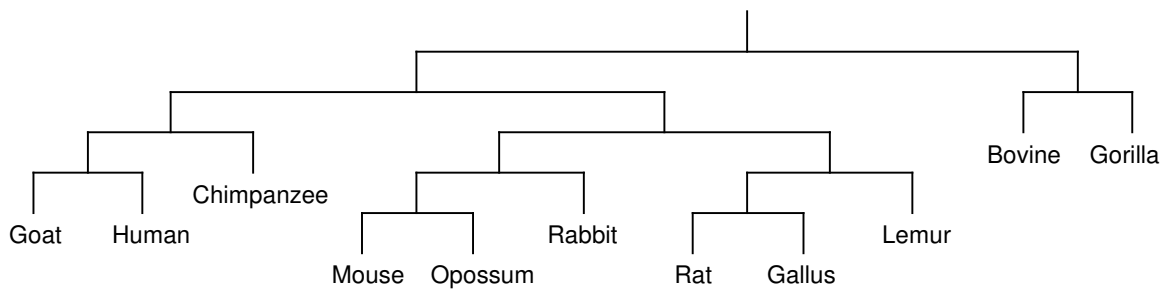 Bovine Gorilla
Chimpanzee
Goat Human Rabbit Lemur
Mouse Opossum Rat Gallus